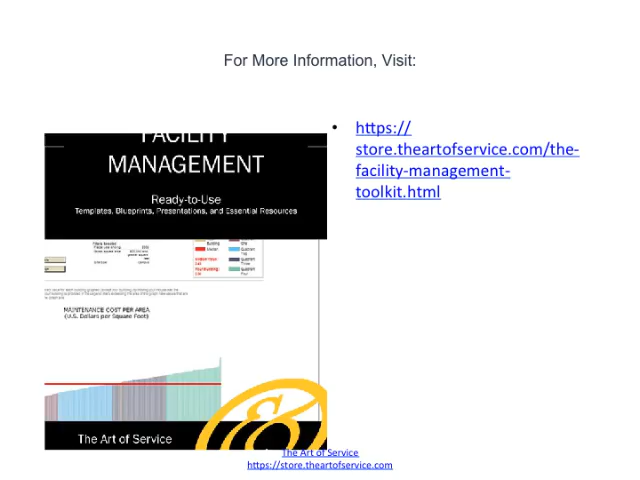 For More Information, Visit:
• https://
store.theartofservice.com/the-
facility-management-
toolkit.html
FACILITY
MANAGEMENT
Ready-to-Use
Templates, Blueprints, Presentations, and Essential Resources
Building
MAINTENANCE COST PER AREA
(U.S. Dollars per Square Foot)
The Art of Service
The Art of Service
https://store.theartofservice.com